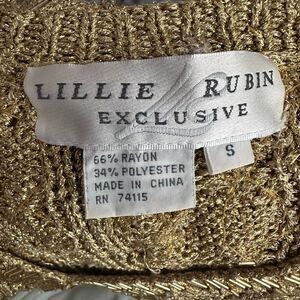 LILLIE RUBIN
EXCLUSIVE
S
66% RAYON
34% POLYESTER
MADE IN CHINA
RN 74115